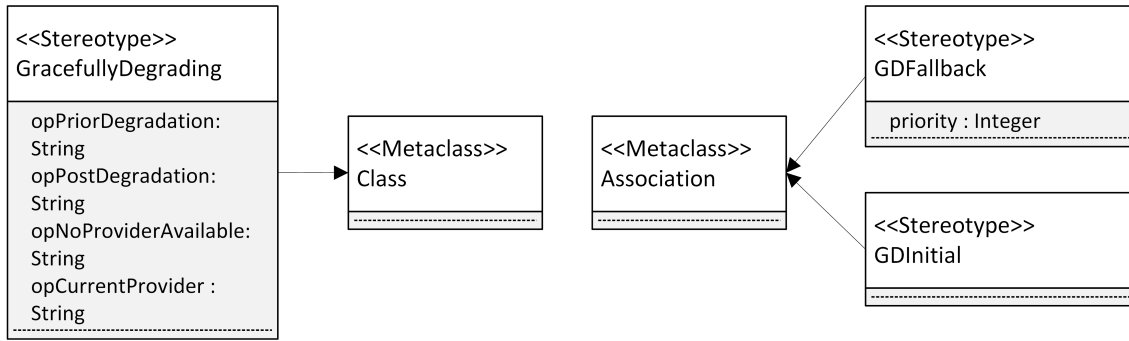 <<Stereotype>>
GracefullyDegrading
opPriorDegradation:
String
opPostDegradation:
String
opNoProviderAvailable:
String
opCurrentProvider :
String
<<Metaclass>>
Class
<<Metaclass>>
Association
<<Stereotype>>
GDFallback
priority : Integer
<<Stereotype>>
GDInitial